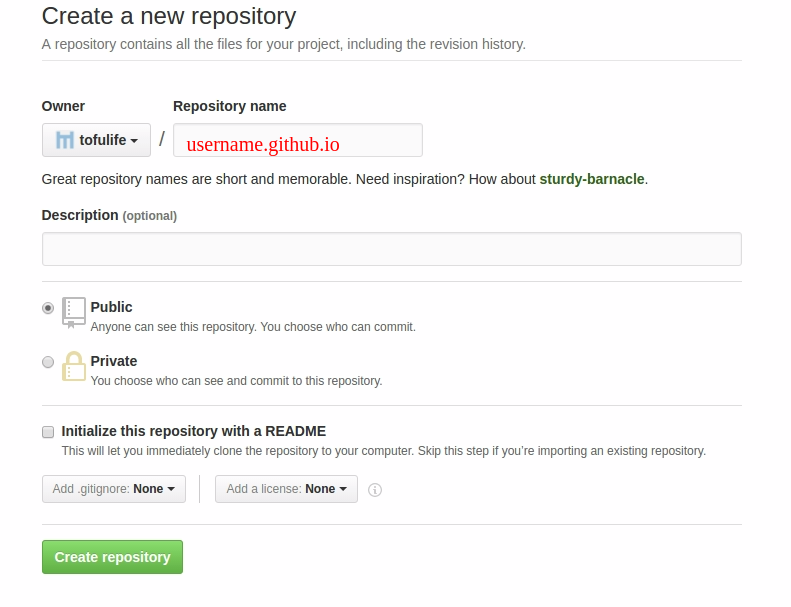 Create a new repository
A repository contains all the files for your project, including the revision history.
Owner Repository name
tofulife / username.github.io
Great repository names are short and memorable. Need inspiration? How about sturdy-barnacle.
Description (optional)
Public
Anyone can see this repository. You choose who can commit.
Private
You choose who can see and commit to this repository.
Initialize this repository with a README
This will let you immediately clone the repository to your computer. Skip this step if you’re importing an existing repository.
Add .gitignore: None Add a license: None
Create repository